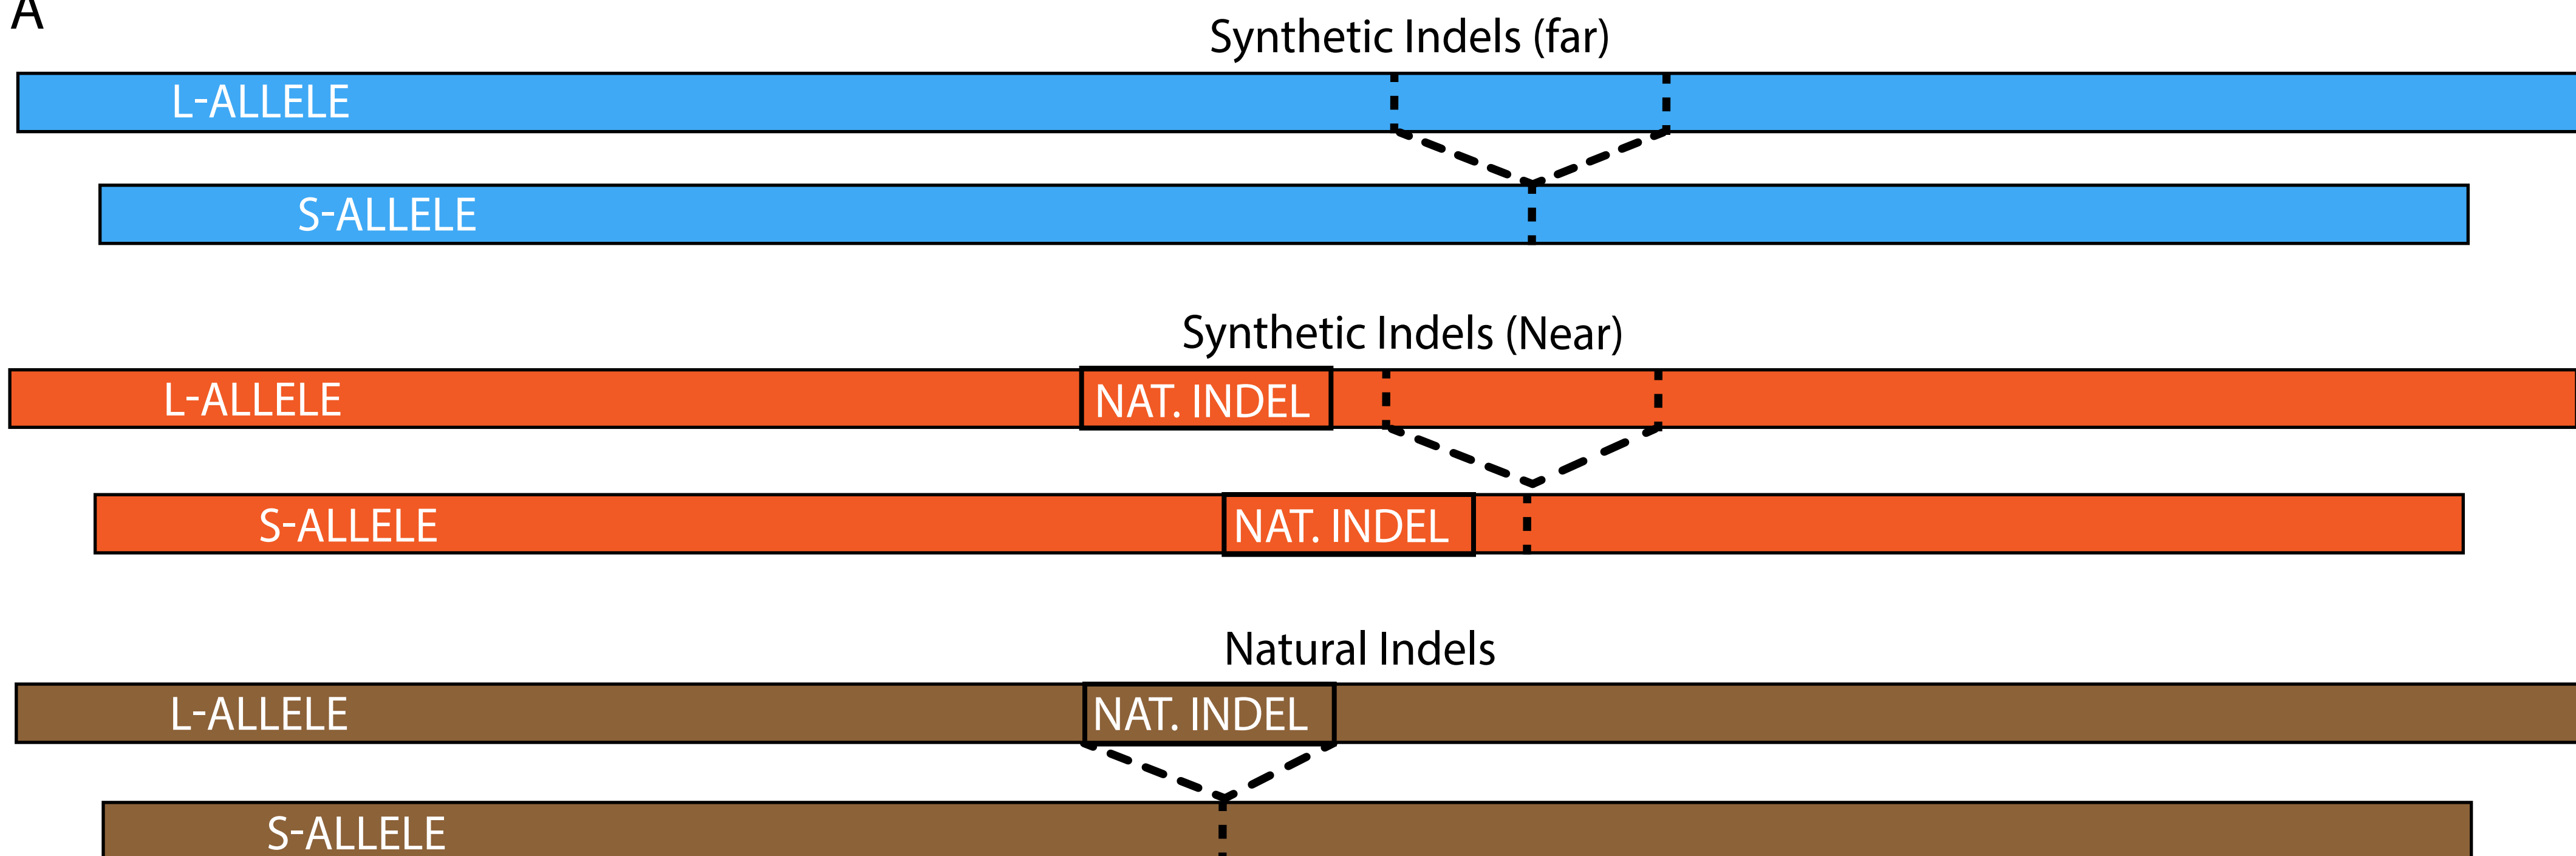 A
Synthetic Indels (far)
L-ALLELE
S-ALLELE
Synthetic Indels (Near)
L-ALLELE NAT. INDEL
S-ALLELE NAT. INDEL
Natural Indels
L-ALLELE NAT. INDEL
S-ALLELE